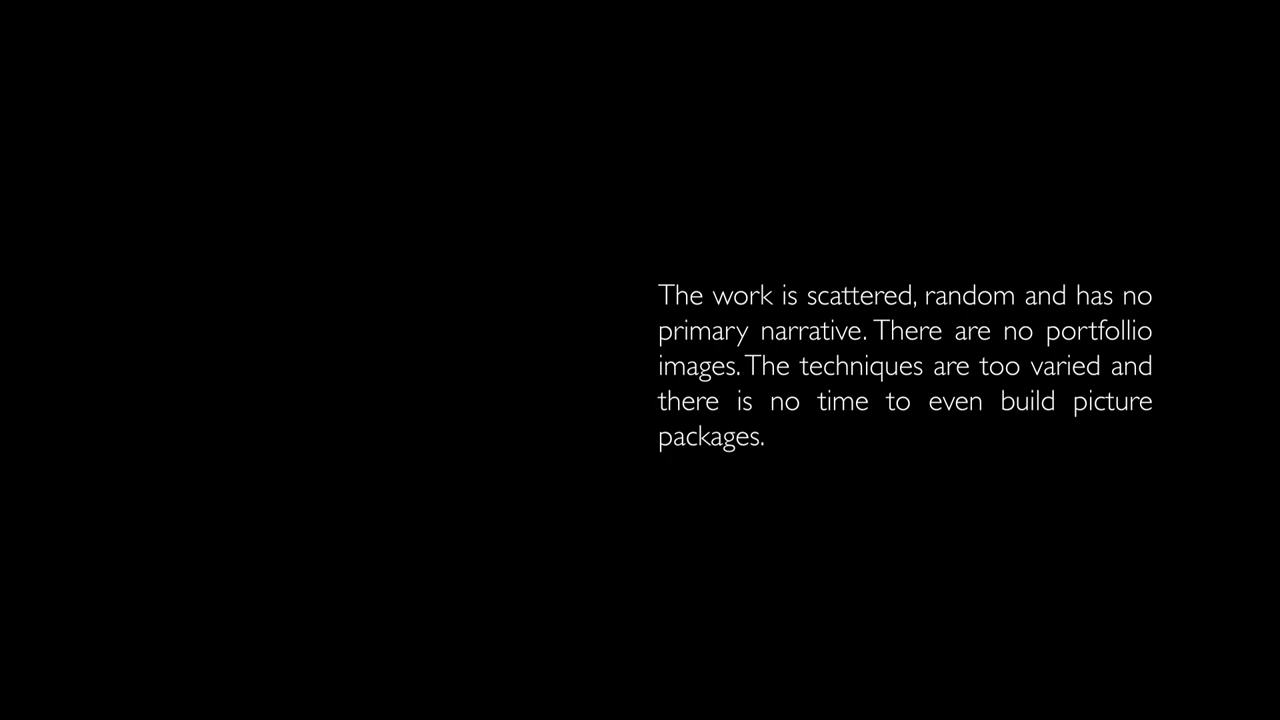 The work is scattered, random and has no
primary narrative. There are no portfollio
images. The techniques are too varied and
there is no time to even build picture
packages.